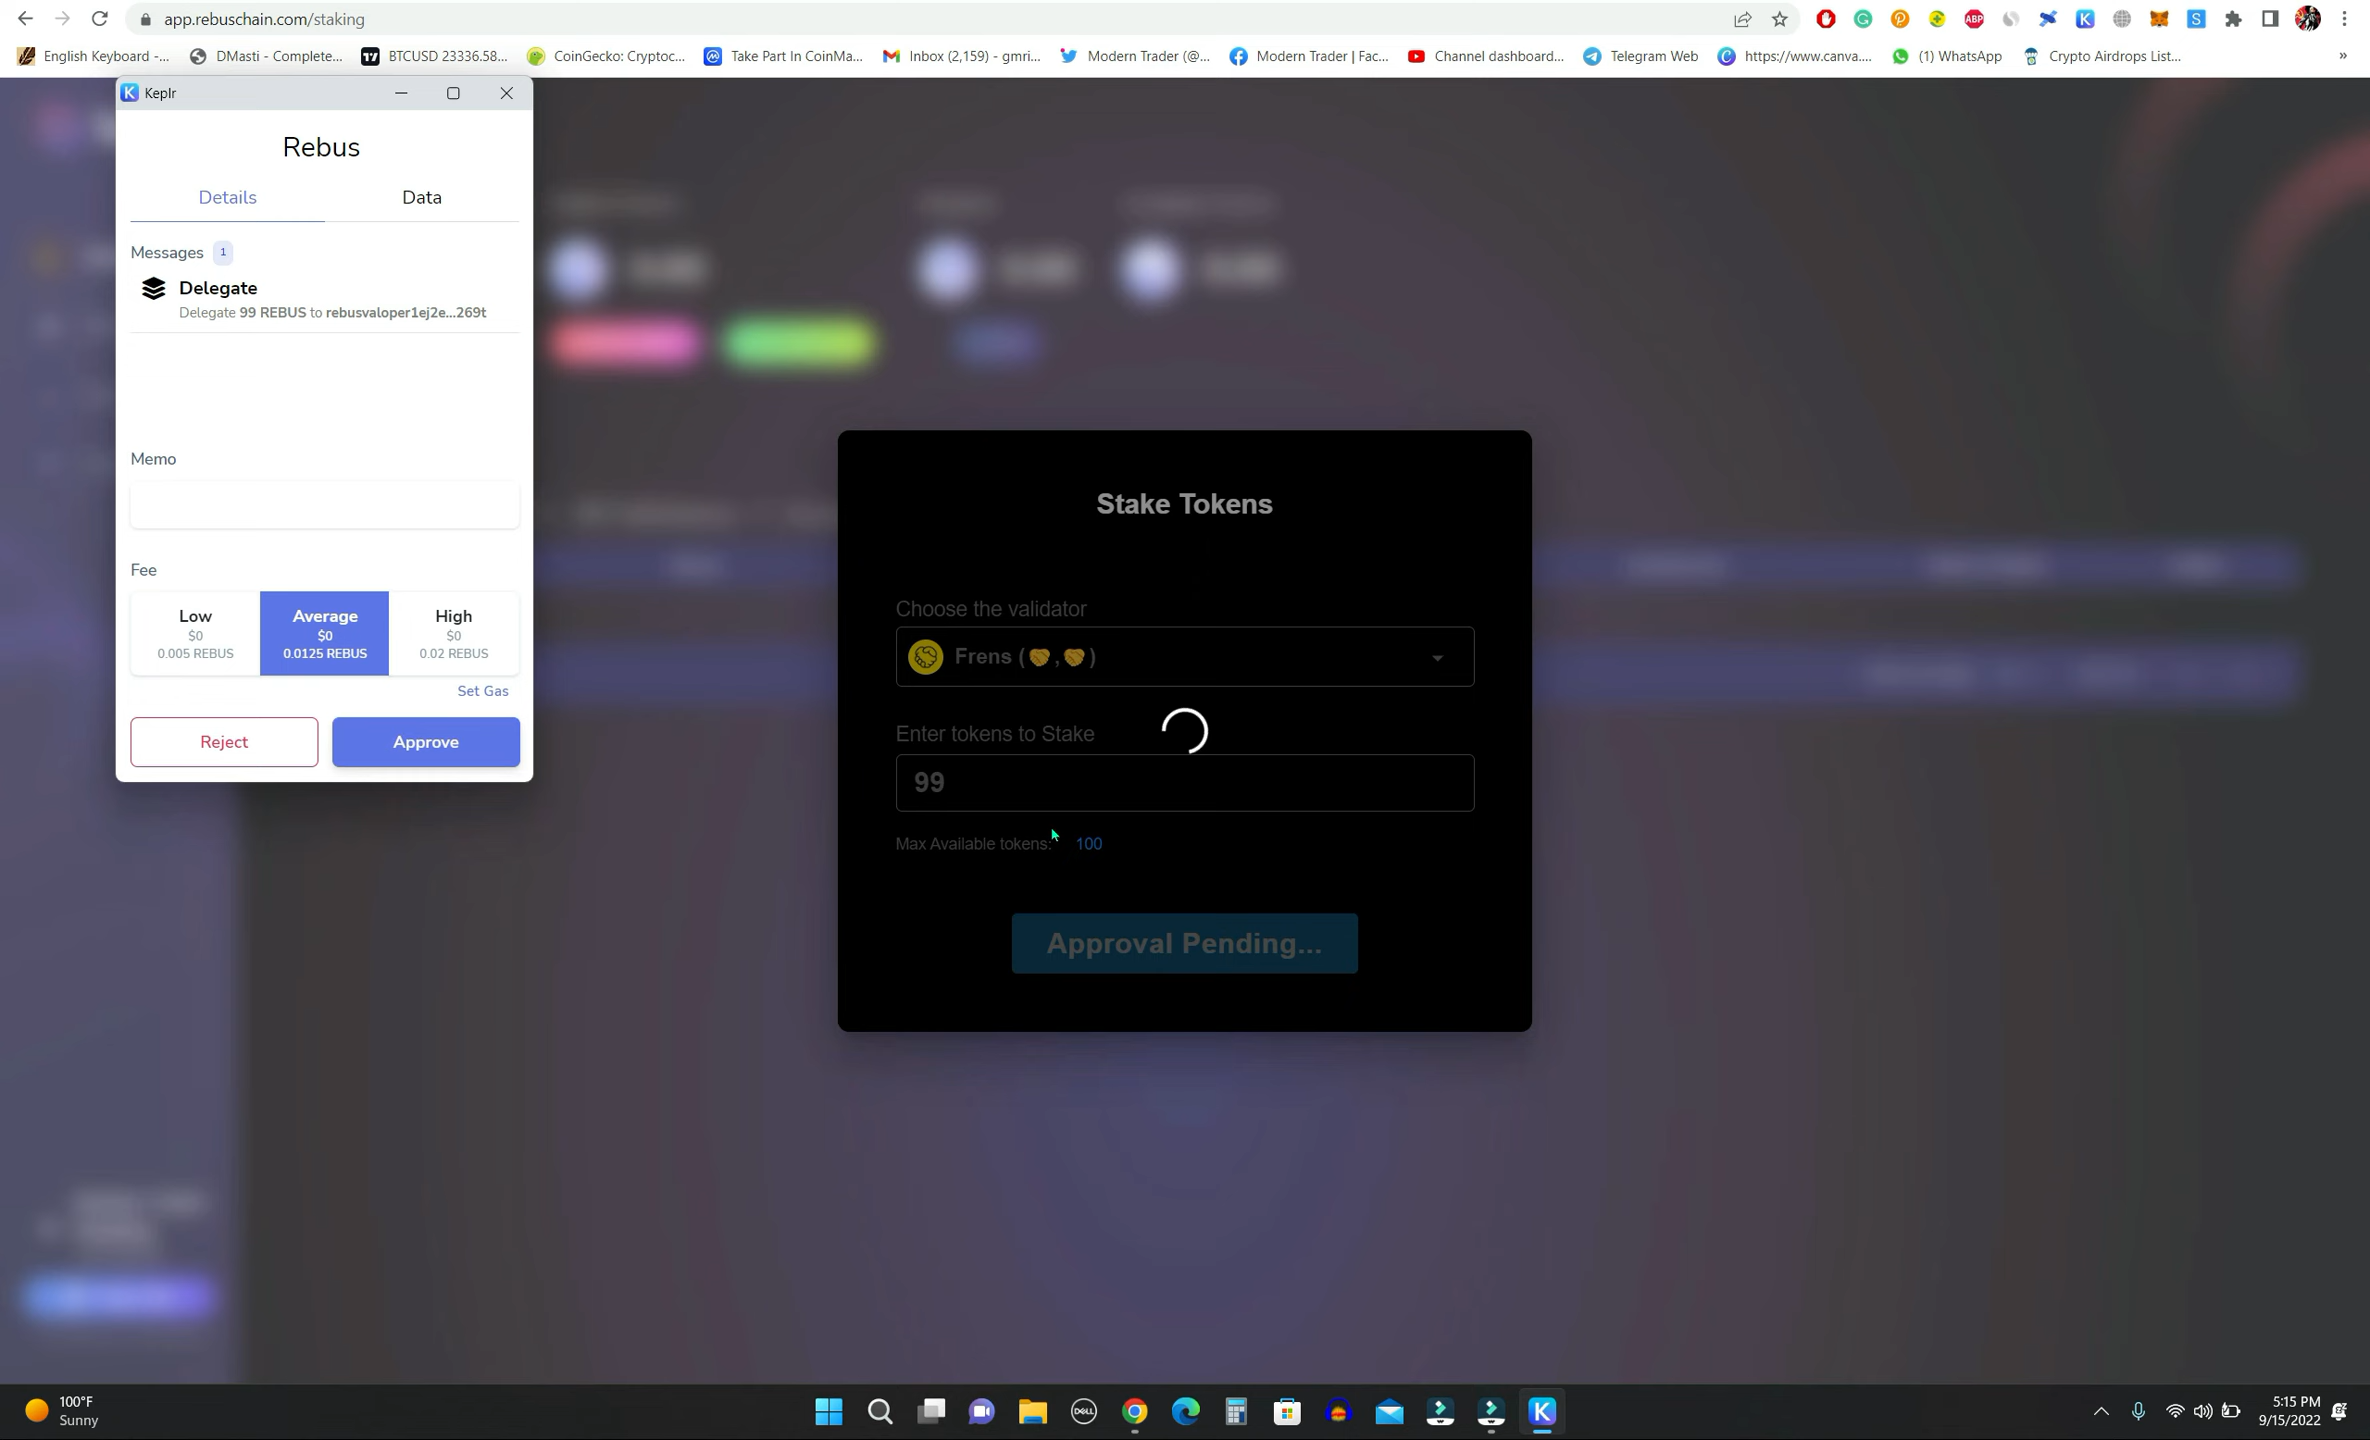 app.rebuschain.com/staking
English Keyboard -...
DMasti - Complete...
BTCUSD 23336.58...
CoinGecko: Cryptoc...
Take Part In CoinMa...
Inbox (2,159) - gmri...
Modern Trader (@...
Modern Trader | Fac...
Channel dashboard...
Telegram Web
https://www.canva....
(1) WhatsApp
Crypto Airdrops List...
»
Keplr
Rebus
Details
Data
Messages 1
Delegate
Delegate 99 REBUS to rebusvaloper1ej2e...269t
Memo
Fee
Low
$0
0.005 REBUS
Average
$0
0.0125 REBUS
High
$0
0.02 REBUS
Set Gas
Reject
Approve
Stake Tokens
Choose the validator
Frens (🤝,🤝)
Enter tokens to Stake
99
Max Available tokens: 100
Approval Pending...
100°F
Sunny
DELL
5:15 PM
9/15/2022